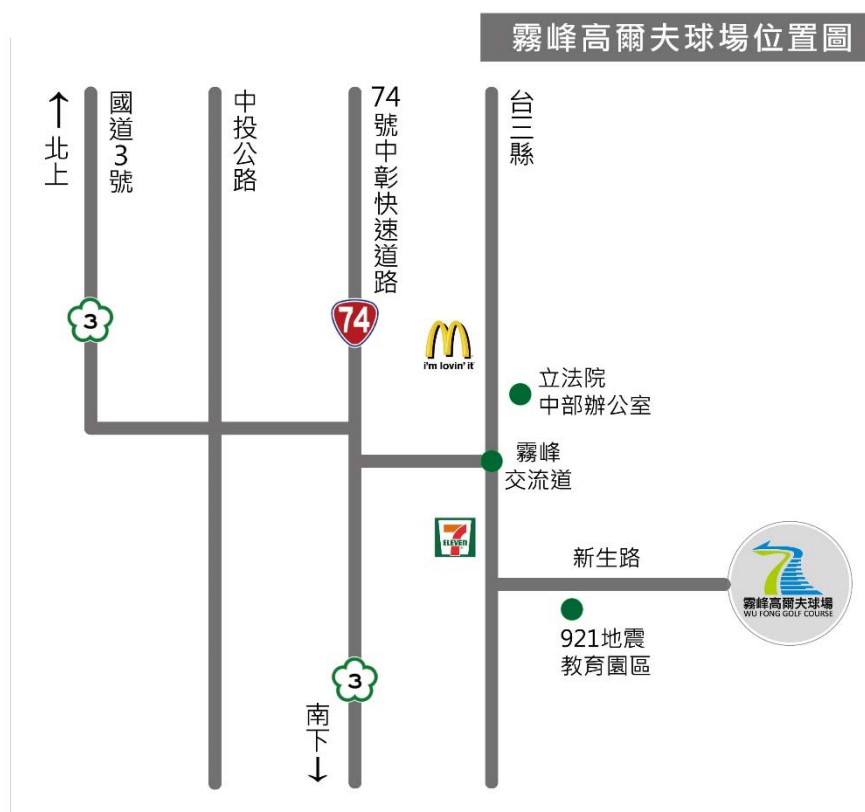 霧峰高爾夫球場位置圖
↑北上
國道3號
中投公路
74號中彰快速道路
台三縣
3
74
i'm lovin' it
立法院
中部辦公室
霧峰
交流道
7
ELEVEN
新生路
霧峰高爾夫球場
WU FONG GOLF COURSE
921地震
教育園區
3
南下↓